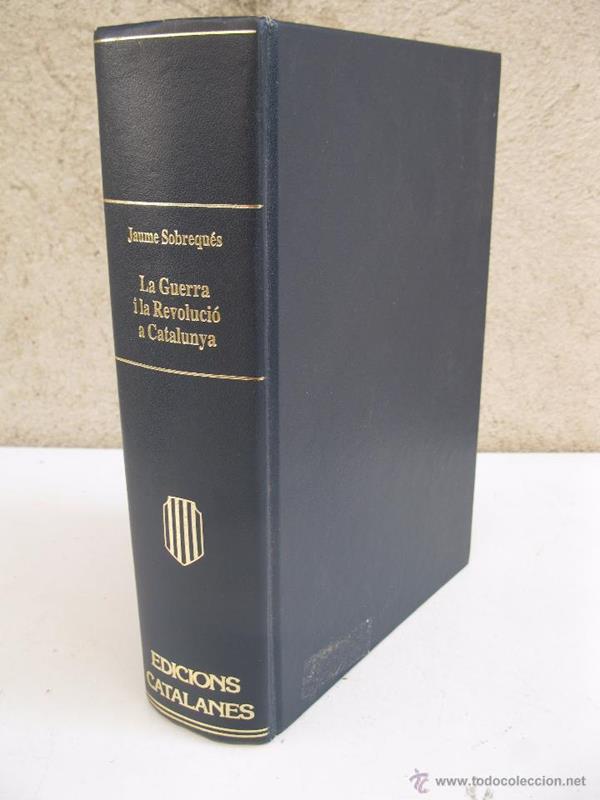 Jaume Sobrequés
La Guerra
i la Revolució
a Catalunya
EDICIONS
CATALANES
© www.todocoleccion.net